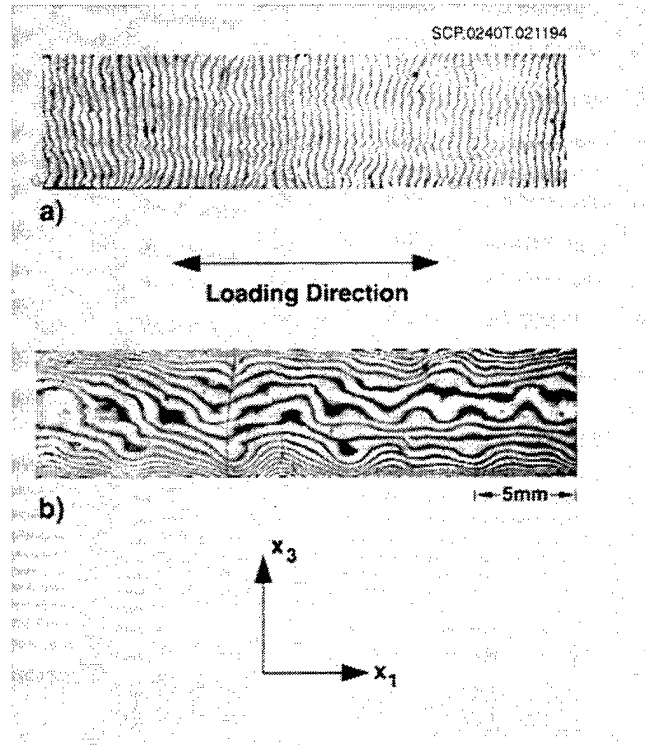 SCP.0240T.021194
a)
Loading Direction
b)
5mm
x3
x1